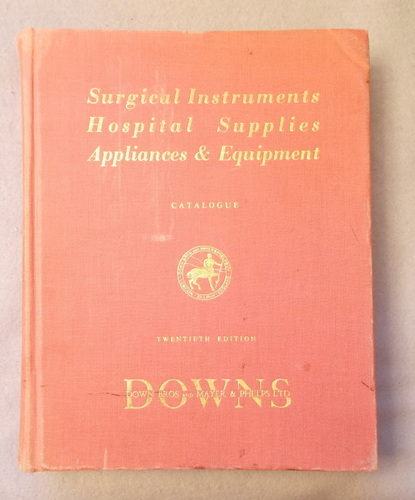 Surgical Instruments
Hospital Supplies
Appliances & Equipment
CATALOGUE
TWENTIETH EDITION
DOWNS
DOWN BROS AND MAYER & PHELPS LTD